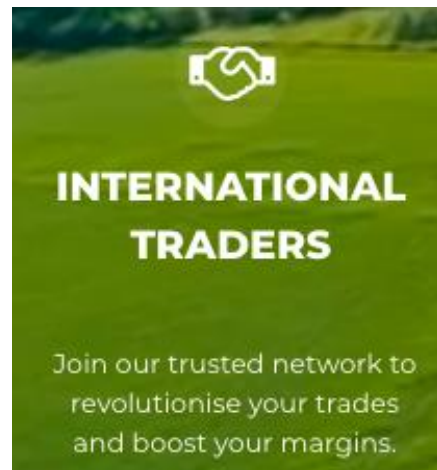 INTERNATIONAL
TRADERS
Join our trusted network to
revolutionise your trades
and boost your margins.